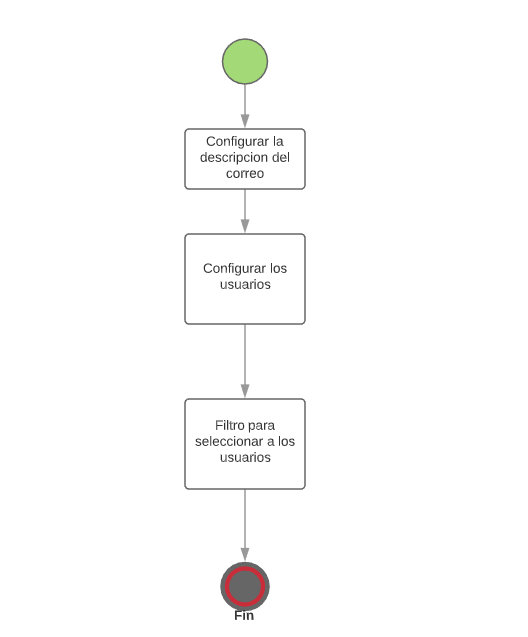 Configurar la
descripcion del
correo
Configurar los
usuarios
Filtro para
seleccionar a los
usuarios
Fin